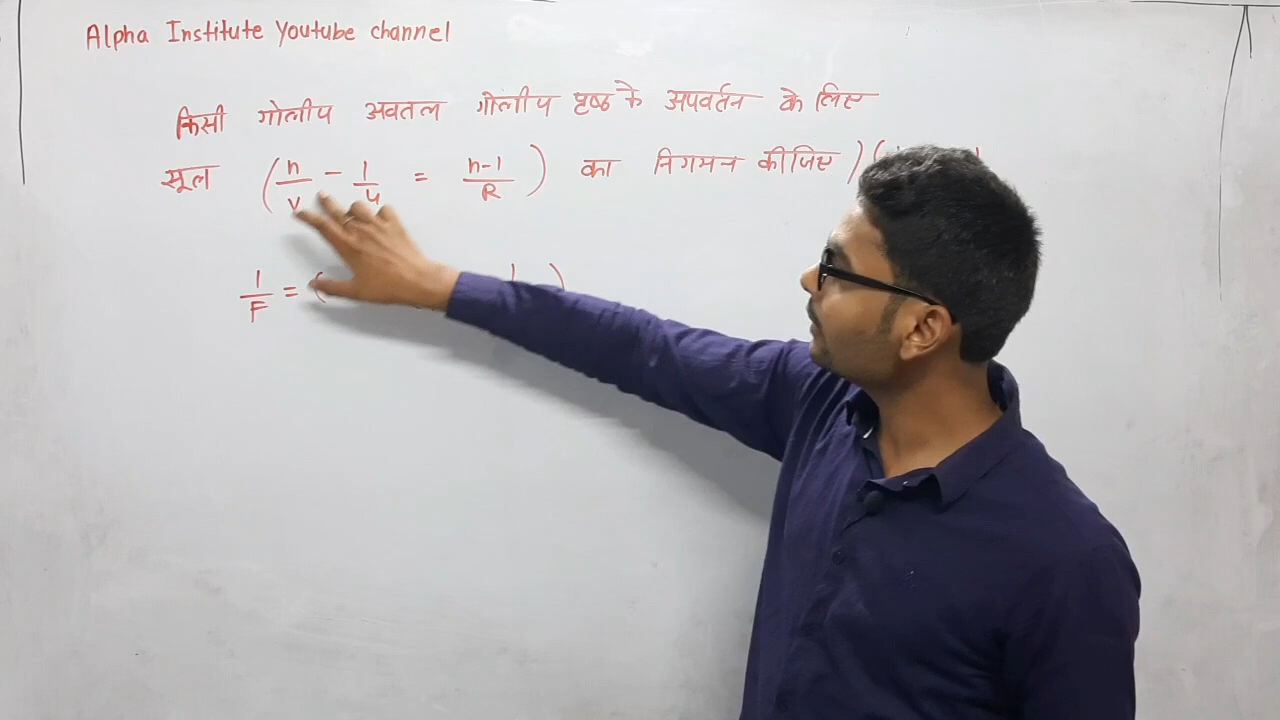 Alpha Institute Youtube channel
किसी गोलीय अवतल गोलीय पृष्ठ के अपवर्तन के लिए
सूत्र ( n/v - 1/u = n-1/R ) का निगमन कीजिए )
1/F = (